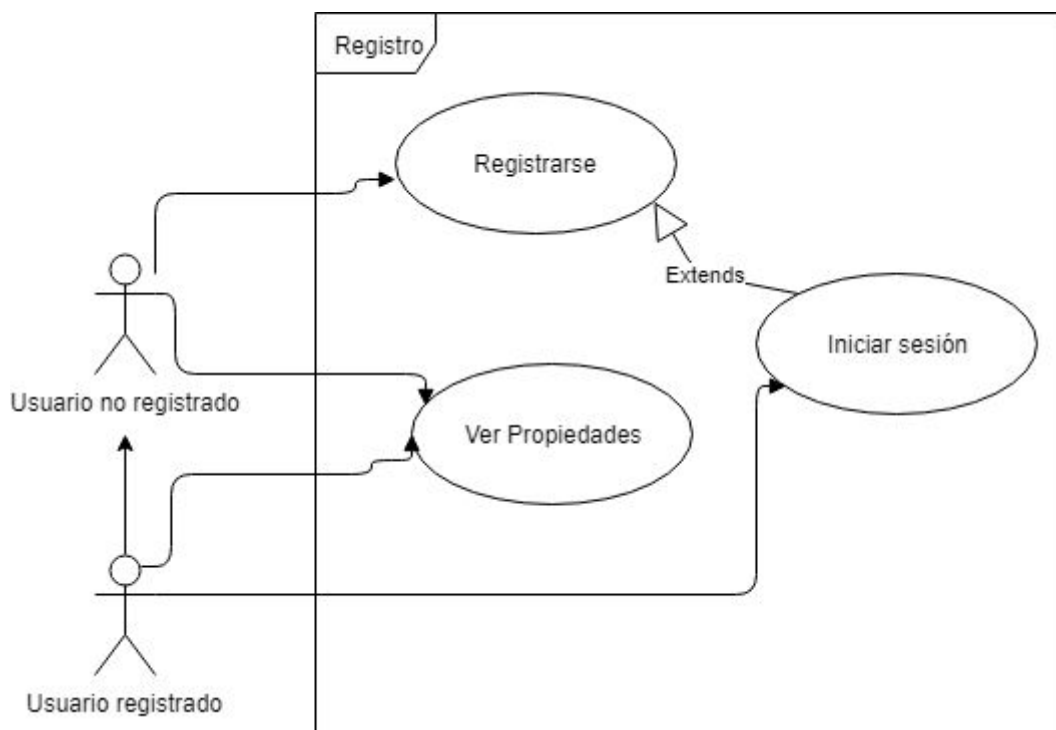 Registro
Registrarse
Extends
Iniciar sesión
Usuario no registrado
Ver Propiedades
Usuario registrado